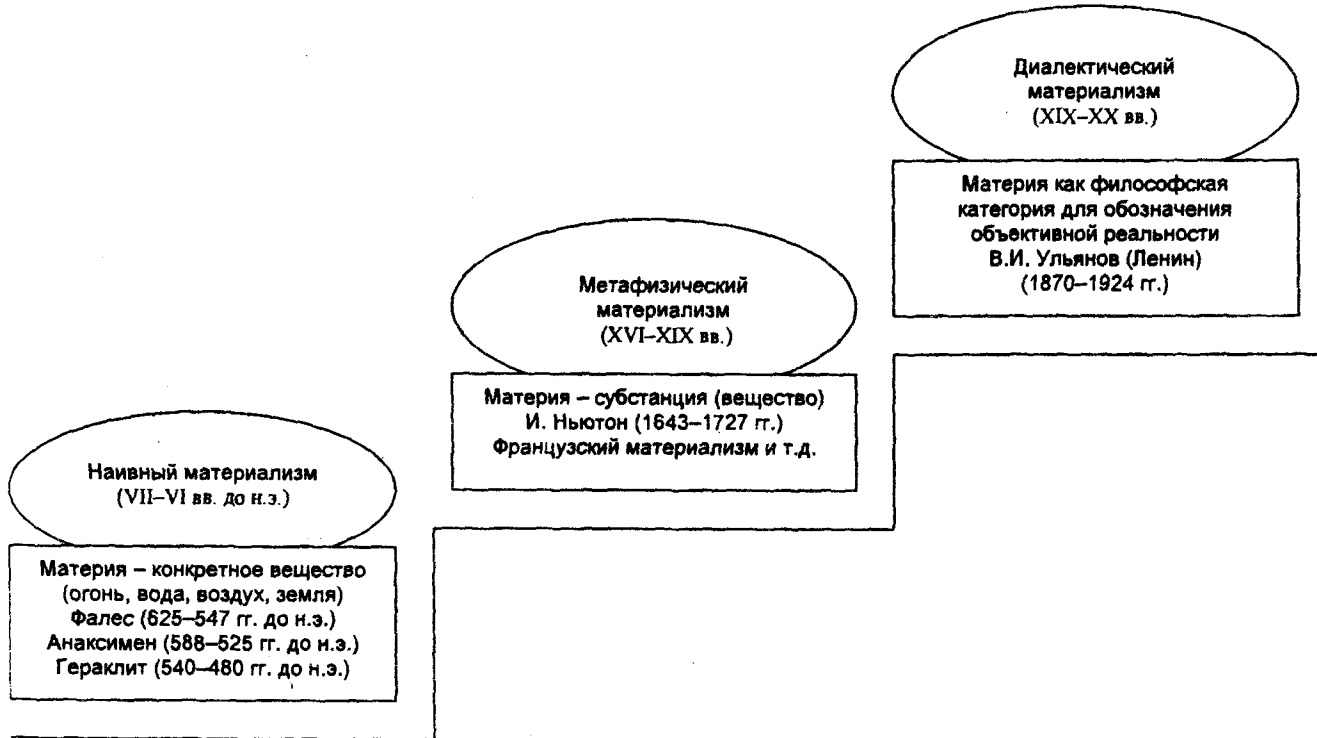 Диалектический
материализм
(XIX–XX вв.)
Материя как философская
категория для обозначения
объективной реальности
В.И. Ульянов (Ленин)
(1870–1924 гг.)
Метафизический
материализм
(XVI–XIX вв.)
Материя – субстанция (вещество)
И. Ньютон (1643–1727 гг.)
Французский материализм и т.д.
Наивный материализм
(VII–VI вв. до н.э.)
Материя – конкретное вещество
(огонь, вода, воздух, земля)
Фалес (625–547 гг. до н.э.)
Анаксимен (588–525 гг. до н.э.)
Гераклит (540–480 гг. до н.э.)